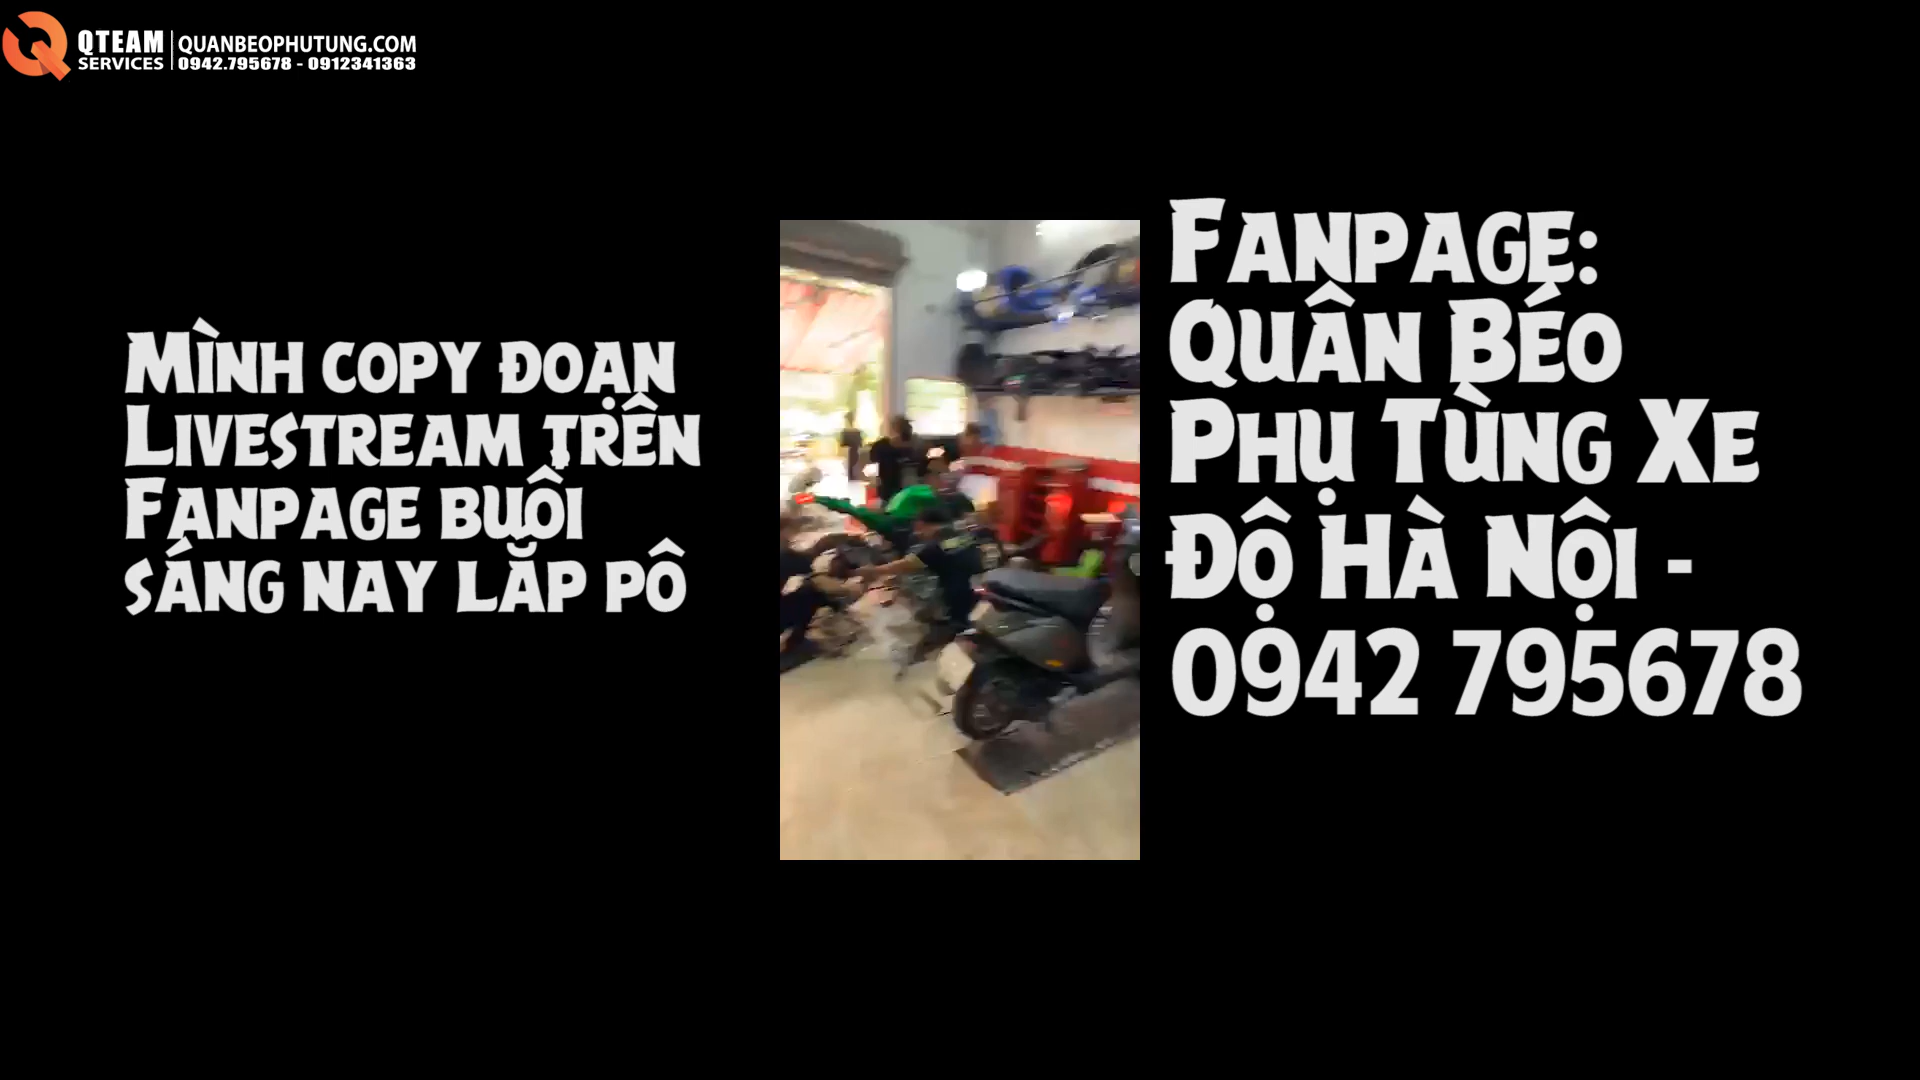 QTEAM
SERVICES
QUANBEOPHUTUNG.COM
0942.795678 - 0912341363
Mình copy đoạn
Livestream trên
Fanpage buổi
sáng nay lắp pô
Fanpage:
Quân Béo
Phụ Tùng Xe
Độ Hà Nội -
0942 795678